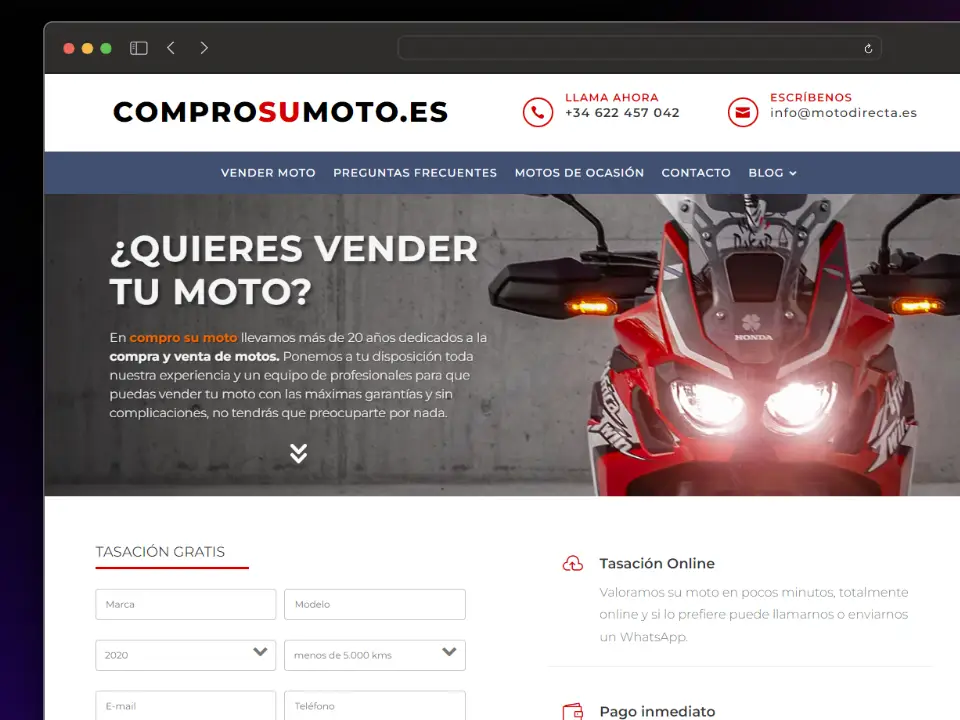 COMPROSUMOTO.ES
LLAMA AHORA
+34 622 457 042
ESCRÍBENOS
info@motodirecta.es
VENDER MOTO PREGUNTAS FRECUENTES MOTOS DE OCASIÓN CONTACTO BLOG
¿QUIERES VENDER
TU MOTO?
En compro su moto llevamos más de 20 años dedicados a la
compra y venta de motos. Ponemos a tu disposición toda
nuestra experiencia y un equipo de profesionales para que
puedas vender tu moto con las máximas garantías y sin
complicaciones, no tendrás que preocuparte por nada.
DAKAR
HONDA
TASACIÓN GRATIS
Marca
Modelo
2020
menos de 5.000 kms
E-mail
Teléfono
Tasación Online
Valoramos su moto en pocos minutos, totalmente
online y si lo prefiere puede llamarnos o enviarnos
un WhatsApp.
Pago inmediato